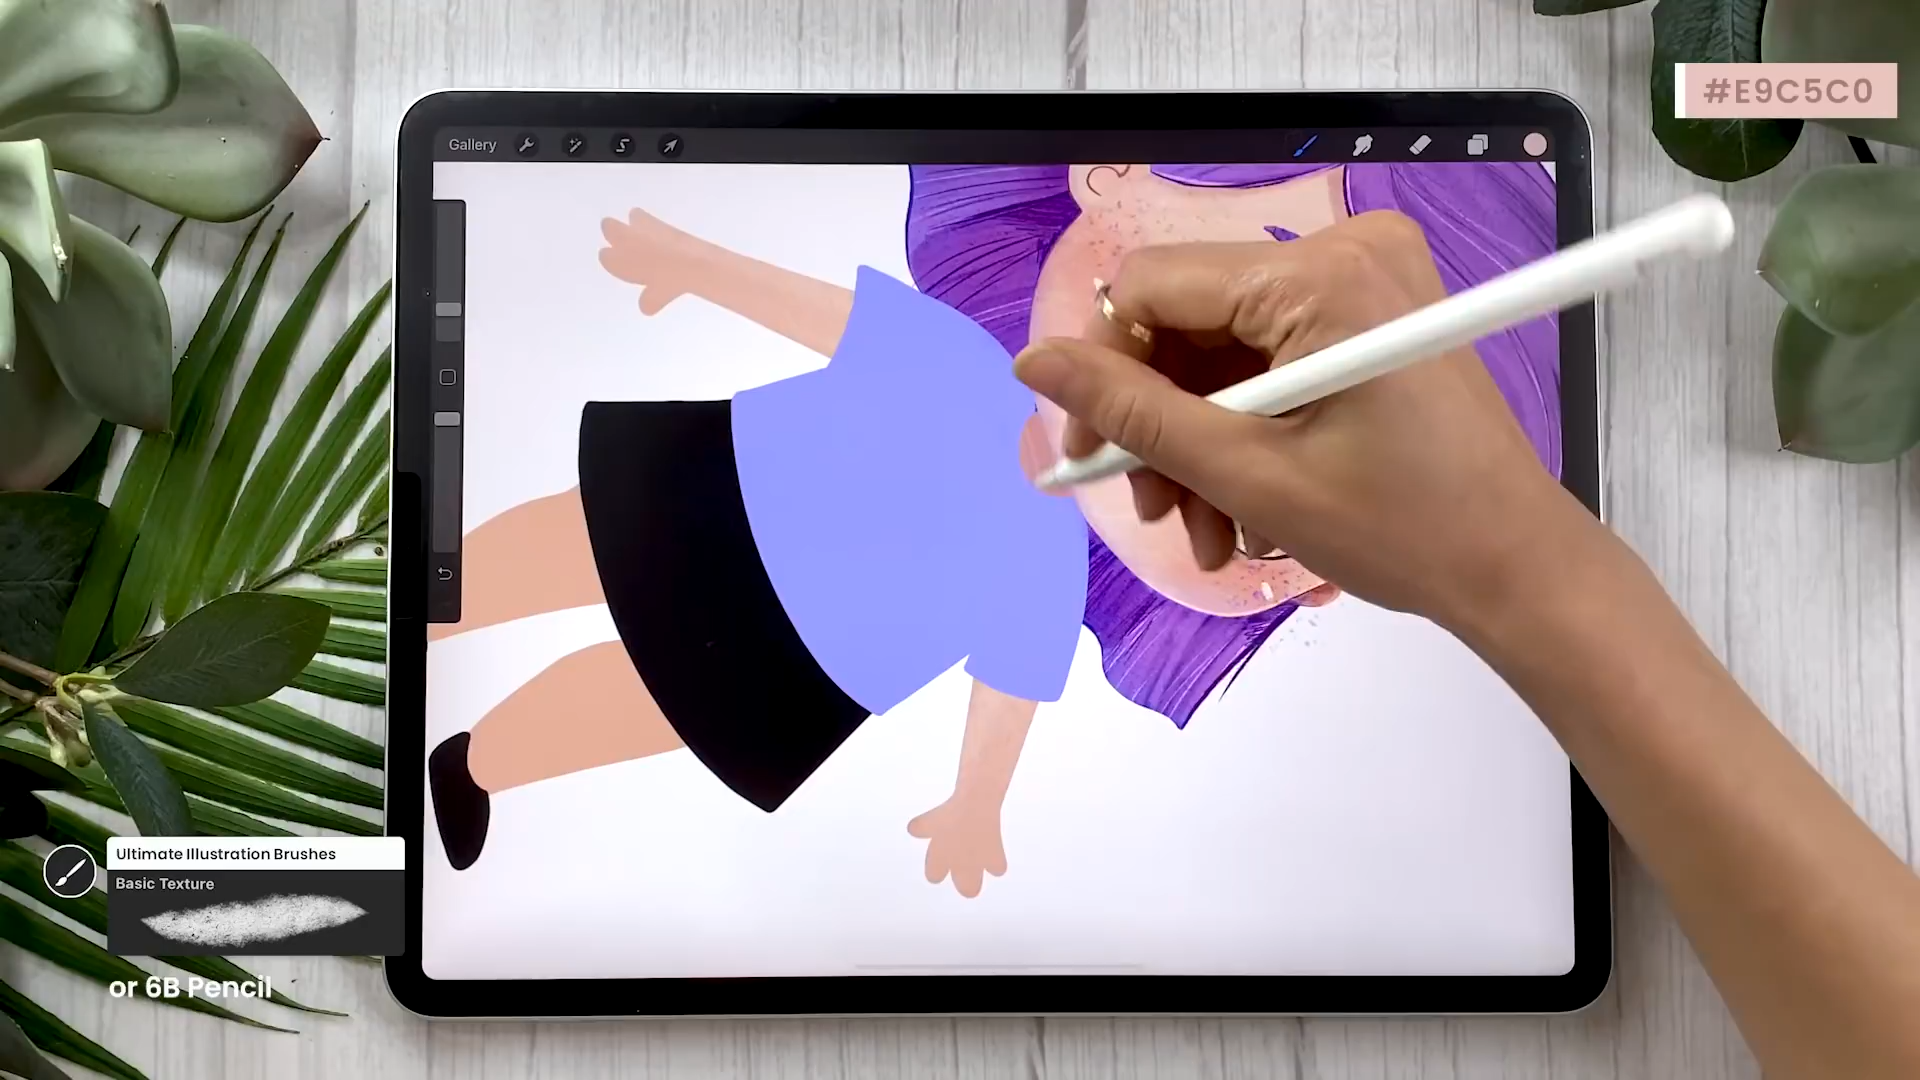 #E9C5C0
Gallery
Ultimate Illustration Brushes
Basic Texture
or 6B Pencil